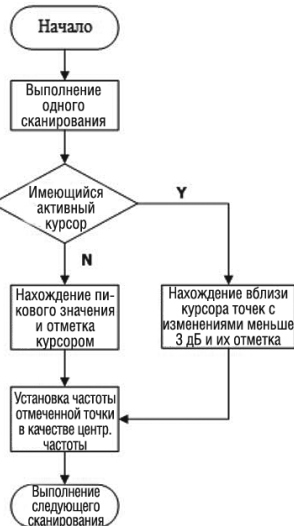 Начало
Выполнение
одного
сканирования
Имеющийся
активный
курсор
Y
N
Нахождение пи-
кового значения
и отметка
курсором
Нахождение вблизи
курсора точек с
изменениями меньше
3 дБ и их отметка
Установка частоты
отмеченной точки
в качестве центр.
частоты
Выполнение
следующего
сканирования